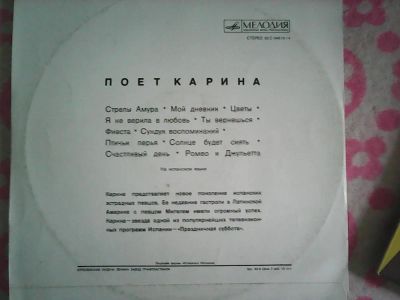 МЕЛОДИЯ
СТЕРЕО
ПОЕТ КАРИНА
Стрелы Амура * Мой дневник * Цветы *
Я не верила в любовь * Ты вернешься *
Фиеста * Сундук воспоминаний *
Птичьи перья * Солнце будет сиять *
Счастливый день * Ромео и Джульетта
На испанском языке
Карина представляет новое поколение испанских
эстрадных певцов. Ее недавние гастроли в Латинской
Америке с певцом Мигелем имели огромный успех.
Карина—звезда одной из популярнейших телевизион-
ных программ Испании—«Праздничная суббота».